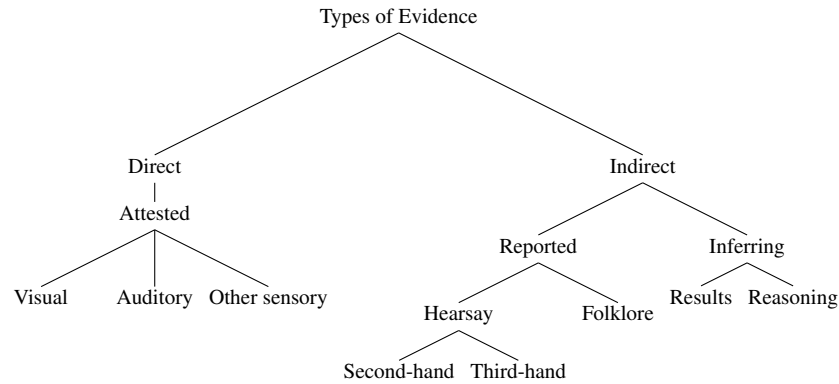 Types of Evidence
Direct
Indirect
Attested
Reported
Inferring
Visual
Auditory
Other sensory
Hearsay
Folklore
Results
Reasoning
Second-hand
Third-hand